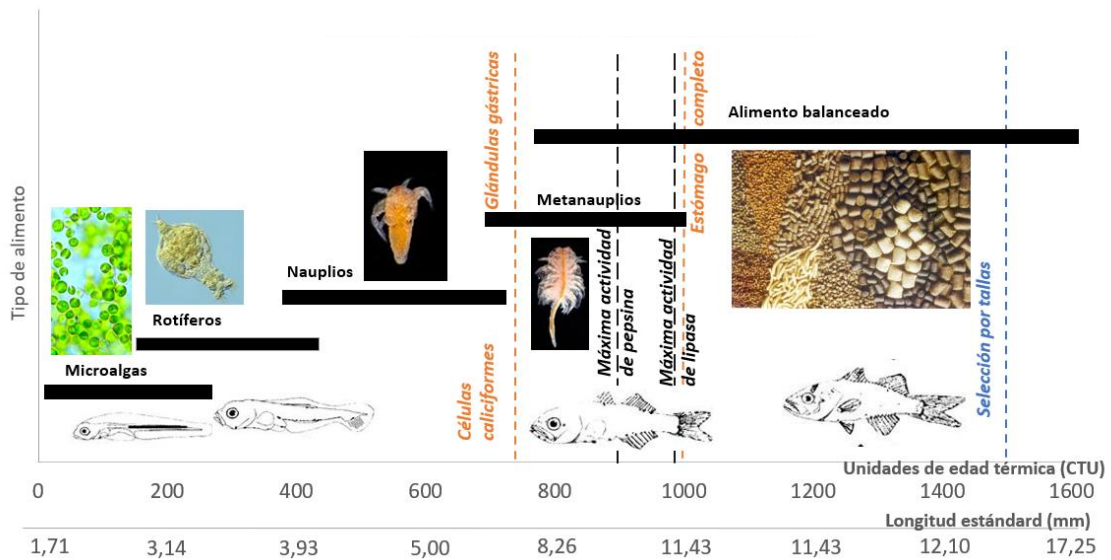 Tipo de alimento
Microalgas
Rotíferos
Nauplios
Metanauplios
Alimento balanceado
Células
caliciformes
Glándulas gástricas
Máxima actividad
de pepsina
Máxima actividad
de lipasa
Estómago completo
Selección por tallas
Unidades de edad térmica (CTU)
0 200 400 600 800 1000 1200 1400 1600
Longitud estándard (mm)
1,71 3,14 3,93 5,00 8,26 11,43 11,43 12,10 17,25